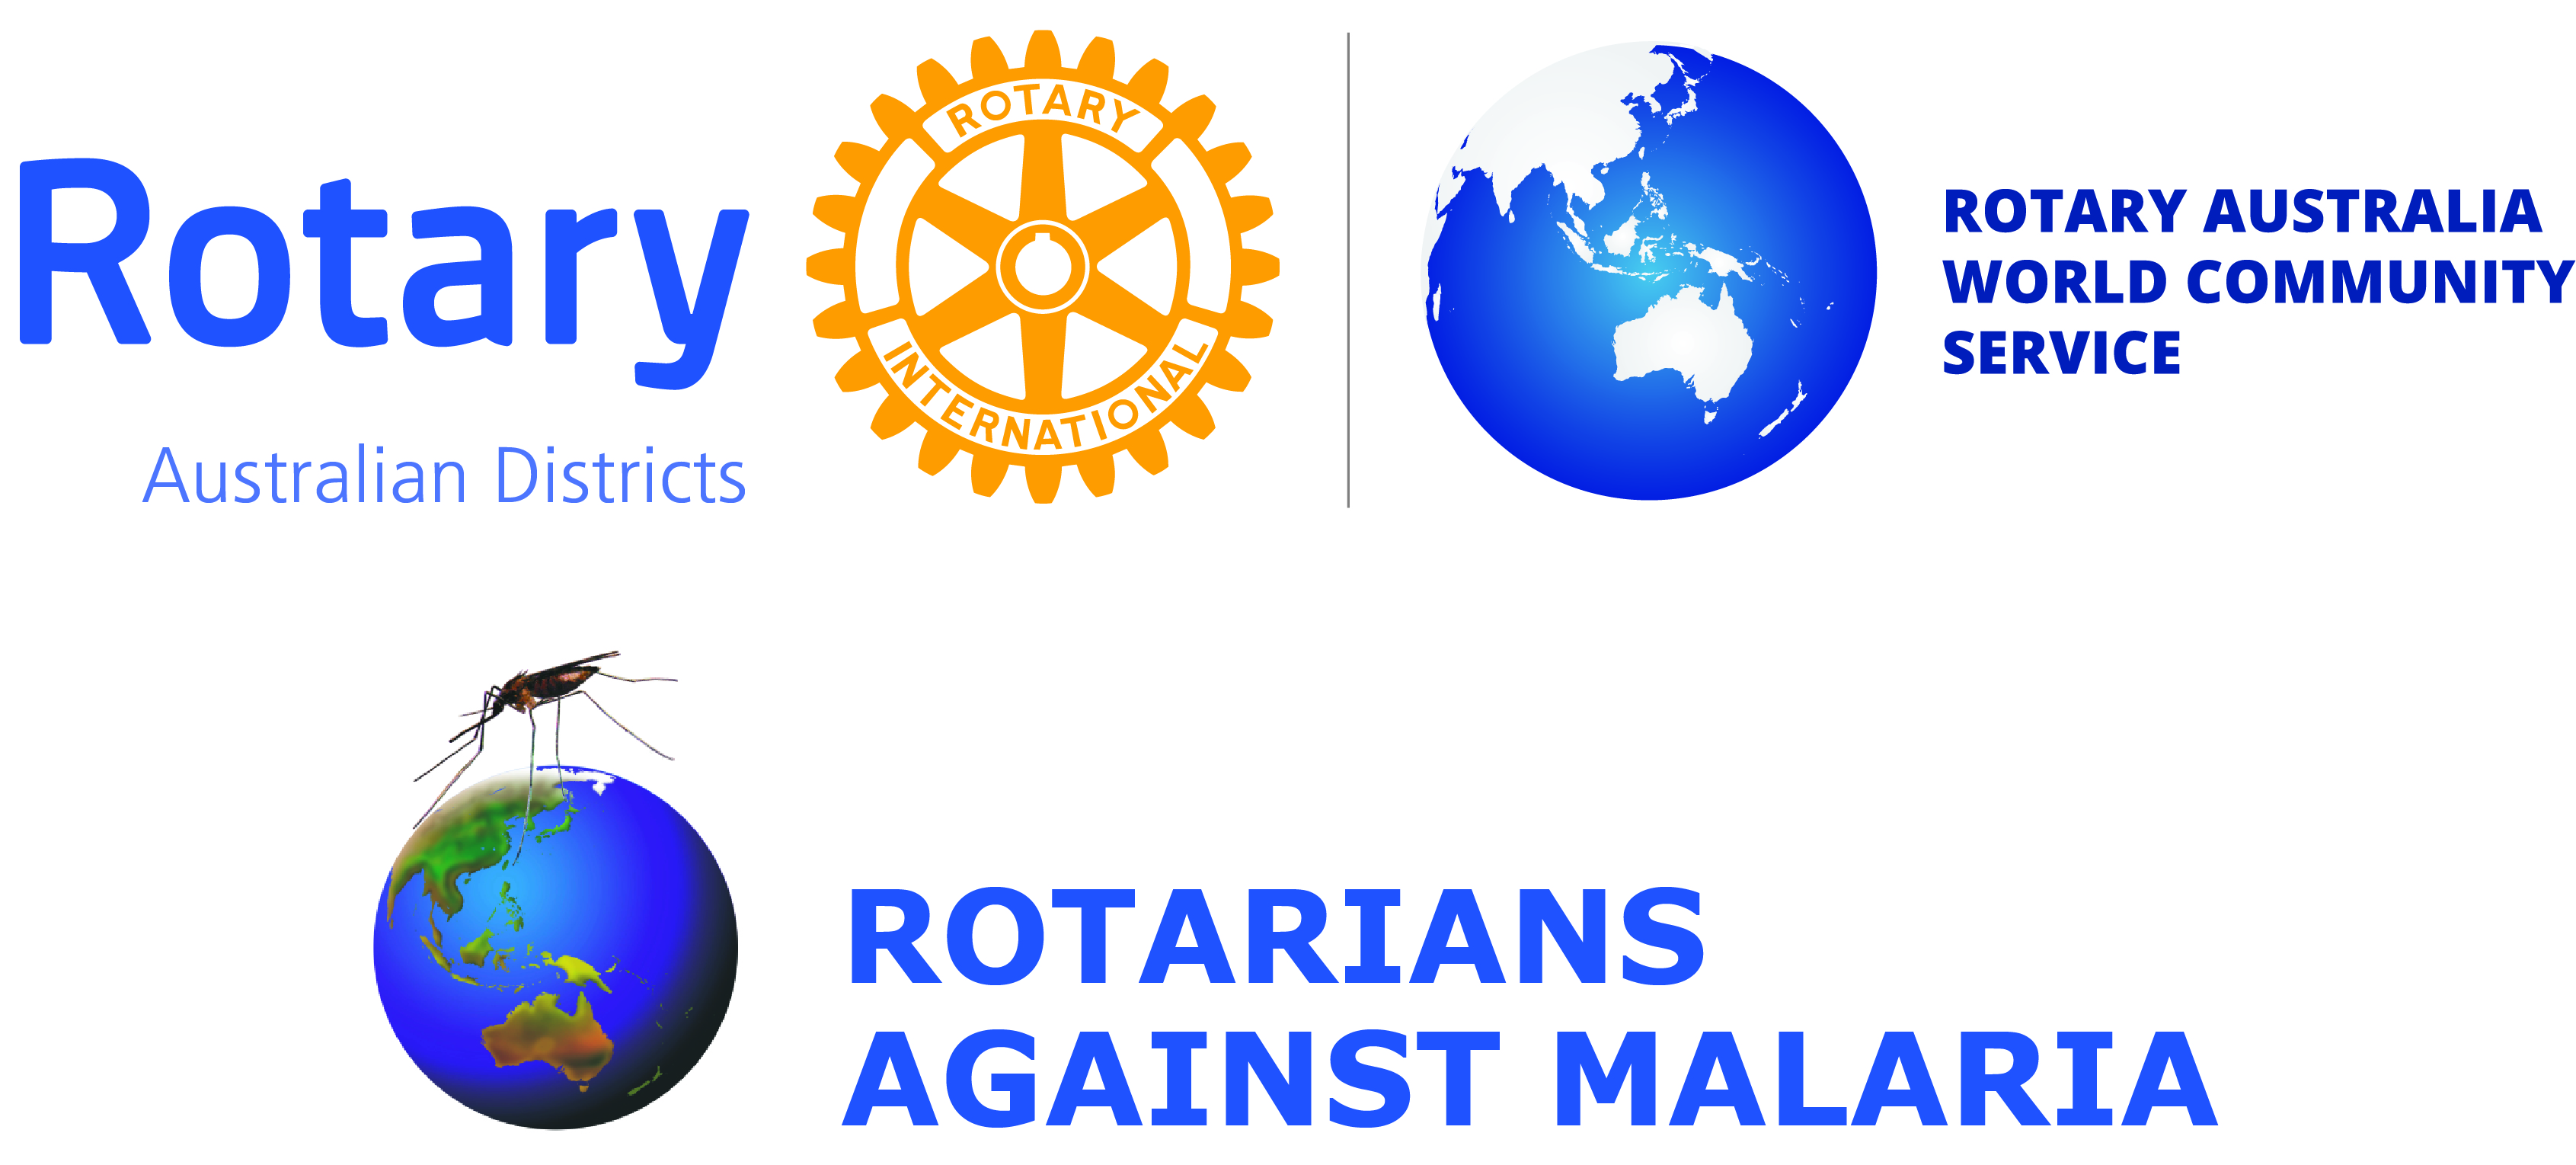 Rotary
Australian Districts
ROTARY
INTERNATIONAL
ROTARY AUSTRALIA
WORLD COMMUNITY
SERVICE
ROTARIANS
AGAINST MALARIA